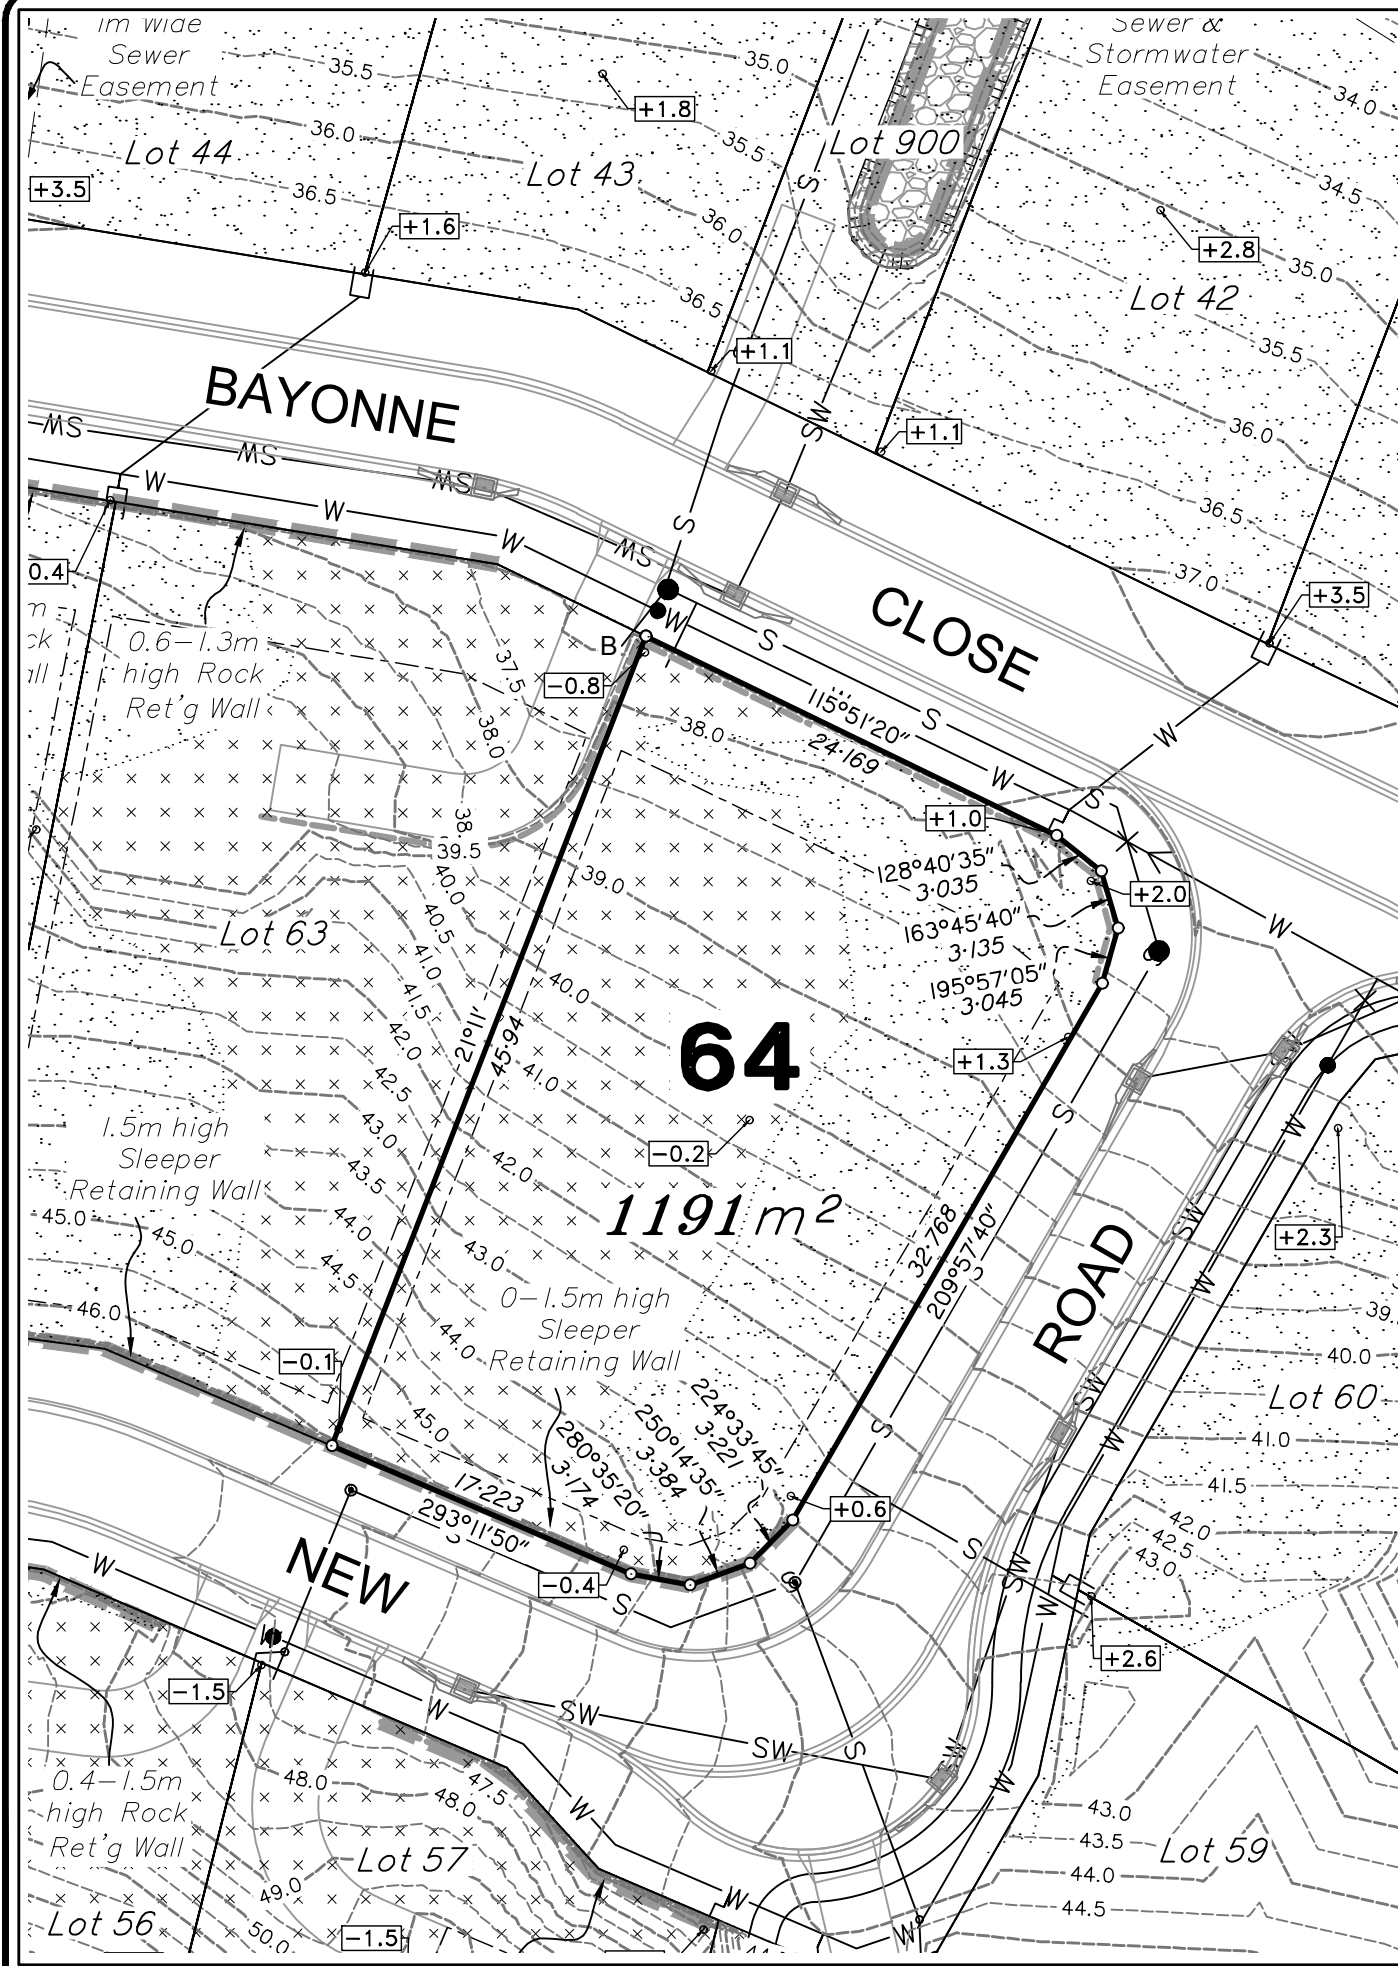 1m wide
Sewer
Easement
Sewer &
Stormwater
Easement
35.5
35.0
34.0
+1.8
36.0
Lot 44
Lot 43
35.5
Lot 900
+3.5
36.5
34.5
+1.6
36.0
+2.8
35.0
36.5
Lot 42
+1.1
35.5
BAYONNE
SW
S
SW
+1.1
36.0
SW
SW
W
W
W
36.5
S
SW
37.0
0.4
CLOSE
+3.5
0.6-1.3m
high Rock
Ret'g Wall
37.5
B
W
S
-0.8
115°51'20"
24·169
S
38.0
38.0
W
W
S
38.
39.5
+1.0
128°40'35"
3·035
+2.0
40.0
39.0
163°45'40"
3·135
40.5
Lot 63
W
41.0
195°57'05"
3·045
S
41.5
40.0
42.0
21°11'
45·94
64
+1.3
42.5
41.0
1.5m high
Sleeper
Retaining Wall
43.0
S
W
-0.2
42.0
43.5
1191 m2
45.0
44.0
45.0
43.0
44.5
32·768
209°57'40"
SW
+2.3
ROAD
W
46.0
0-1.5m high
Sleeper
Retaining Wall
44.0
39.
-0.1
40.0
SW
Lot 60
45.0
224°33'45"
3·221
250°14'35"
3·384
280°35'20"
3·174
S
W
41.0
17·223
293°11'50"
S
41.5
+0.6
42.0
42.5
43.0
S
NEW
W
-0.4
S
S
SW
W
W
+2.6
-1.5
W
SW
SW
S
W
0.4-1.5m
high Rock
Ret'g Wall
48.0
47.5
48.0
W
W
43.0
43.5
44.0
44.5
Lot 59
Lot 57
49.0
Lot 56
50.0
-1.5
W
W